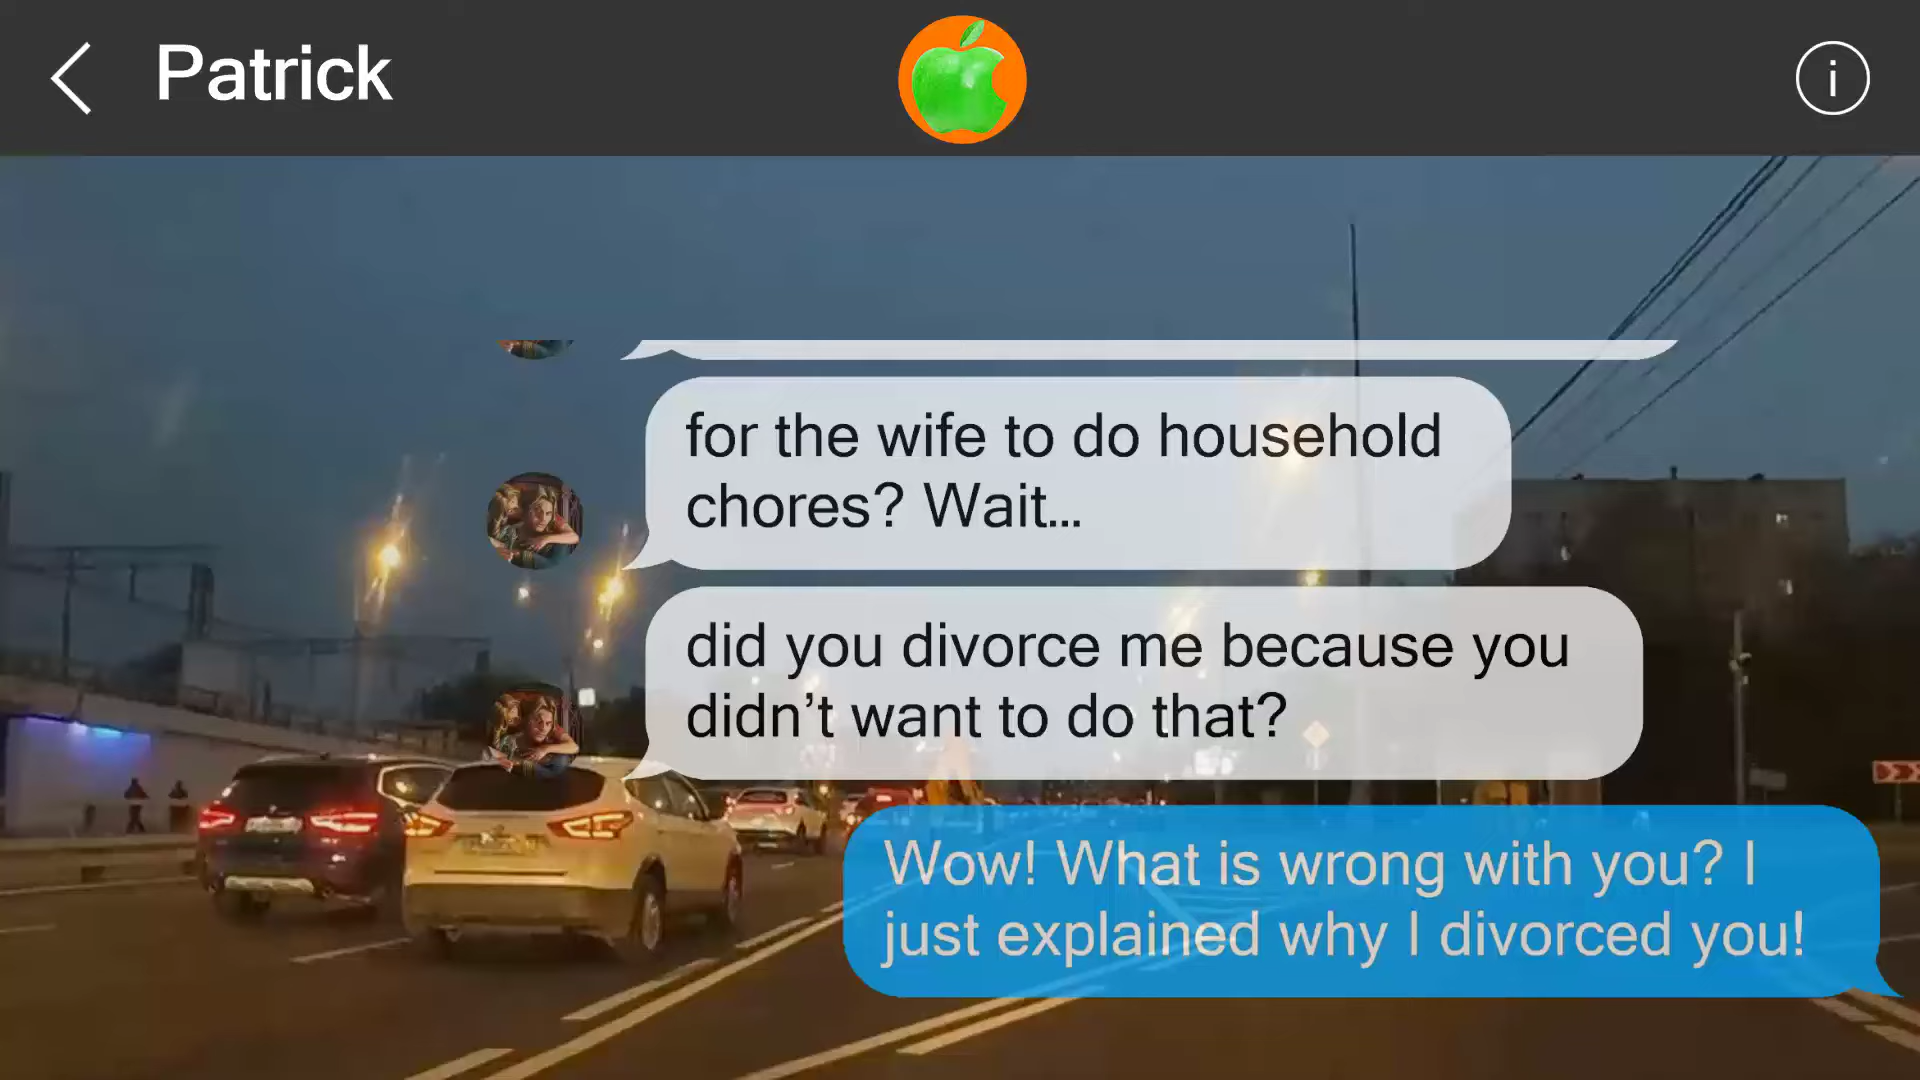 Patrick
for the wife to do household
chores? Wait...
did you divorce me because you
didn’t want to do that?
Wow! What is wrong with you? I
just explained why I divorced you!